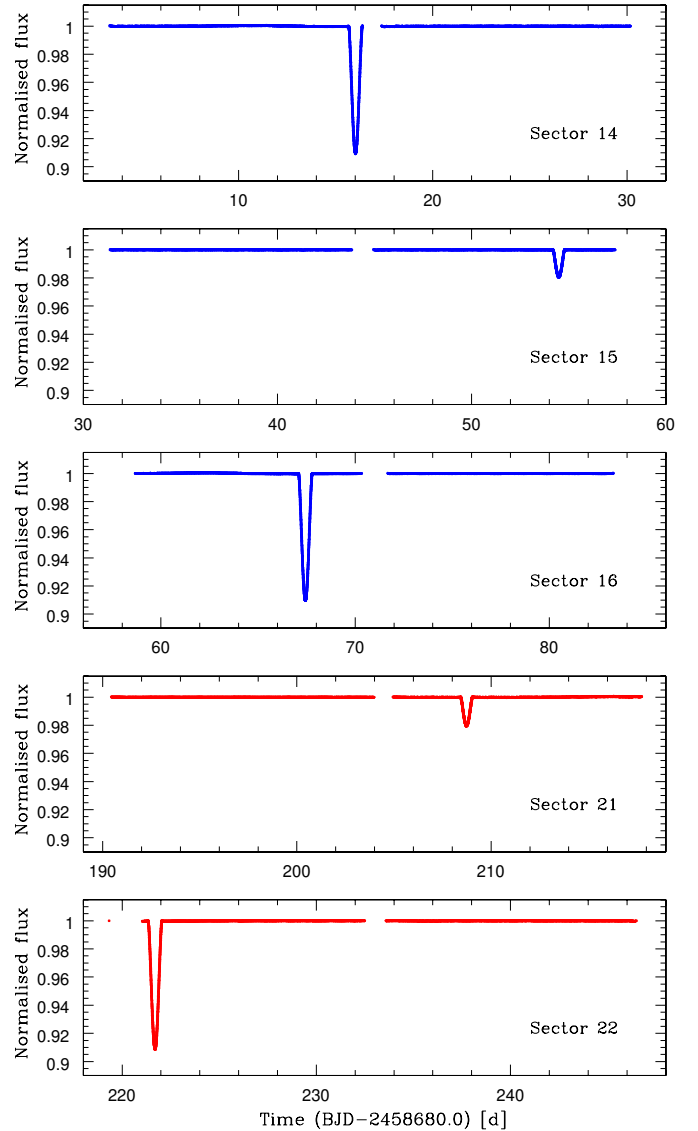 Normalised flux
1
0.98
0.96
0.94
0.92
0.9
Sector 14
10 20 30
Normalised flux
1
0.98
0.96
0.94
0.92
0.9
Sector 15
30 40 50 60
Normalised flux
1
0.98
0.96
0.94
0.92
0.9
Sector 16
60 70 80
Normalised flux
1
0.98
0.96
0.94
0.92
0.9
Sector 21
190 200 210
Normalised flux
1
0.98
0.96
0.94
0.92
0.9
Sector 22
220 230 240
Time (BJD-2458680.0) [d]